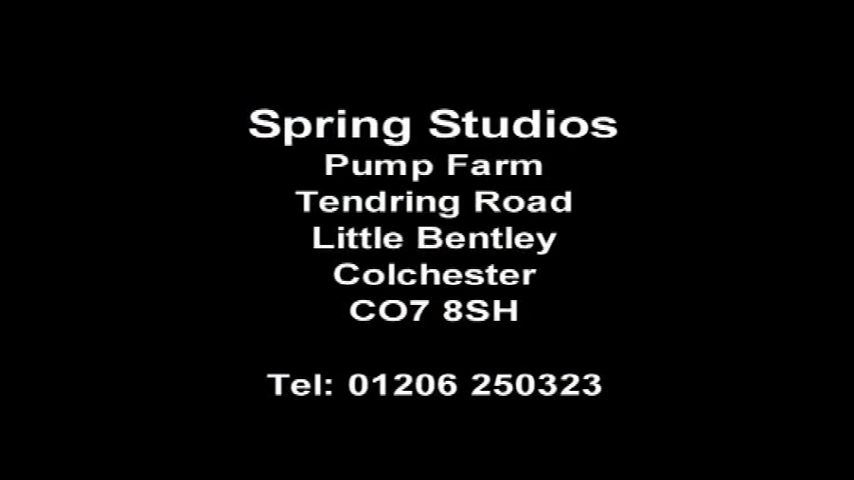 Spring Studios
Pump Farm
Tendring Road
Little Bentley
Colchester
CO7 8SH
Tel: 01206 250323